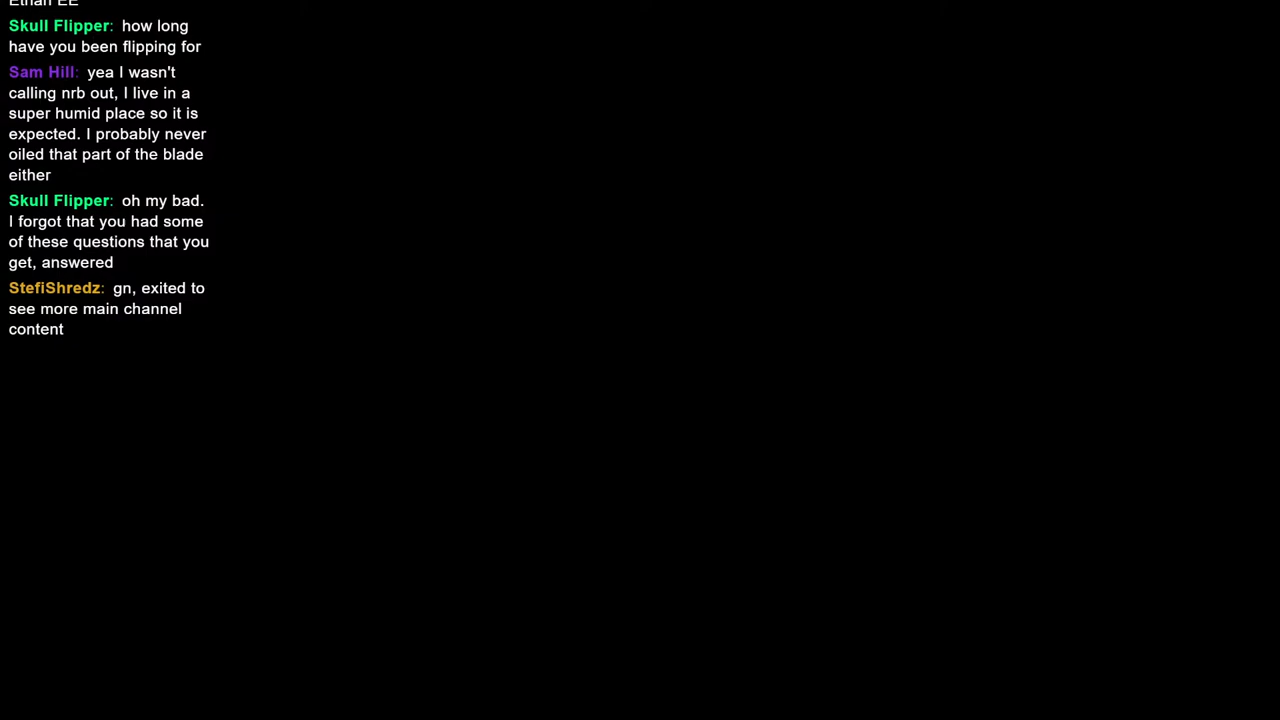 Ethan EE
Skull Flipper: how long
have you been flipping for
Sam Hill: yea I wasn't
calling nrb out, I live in a
super humid place so it is
expected. I probably never
oiled that part of the blade
either
Skull Flipper: oh my bad.
I forgot that you had some
of these questions that you
get, answered
StefiShredz: gn, exited to
see more main channel
content